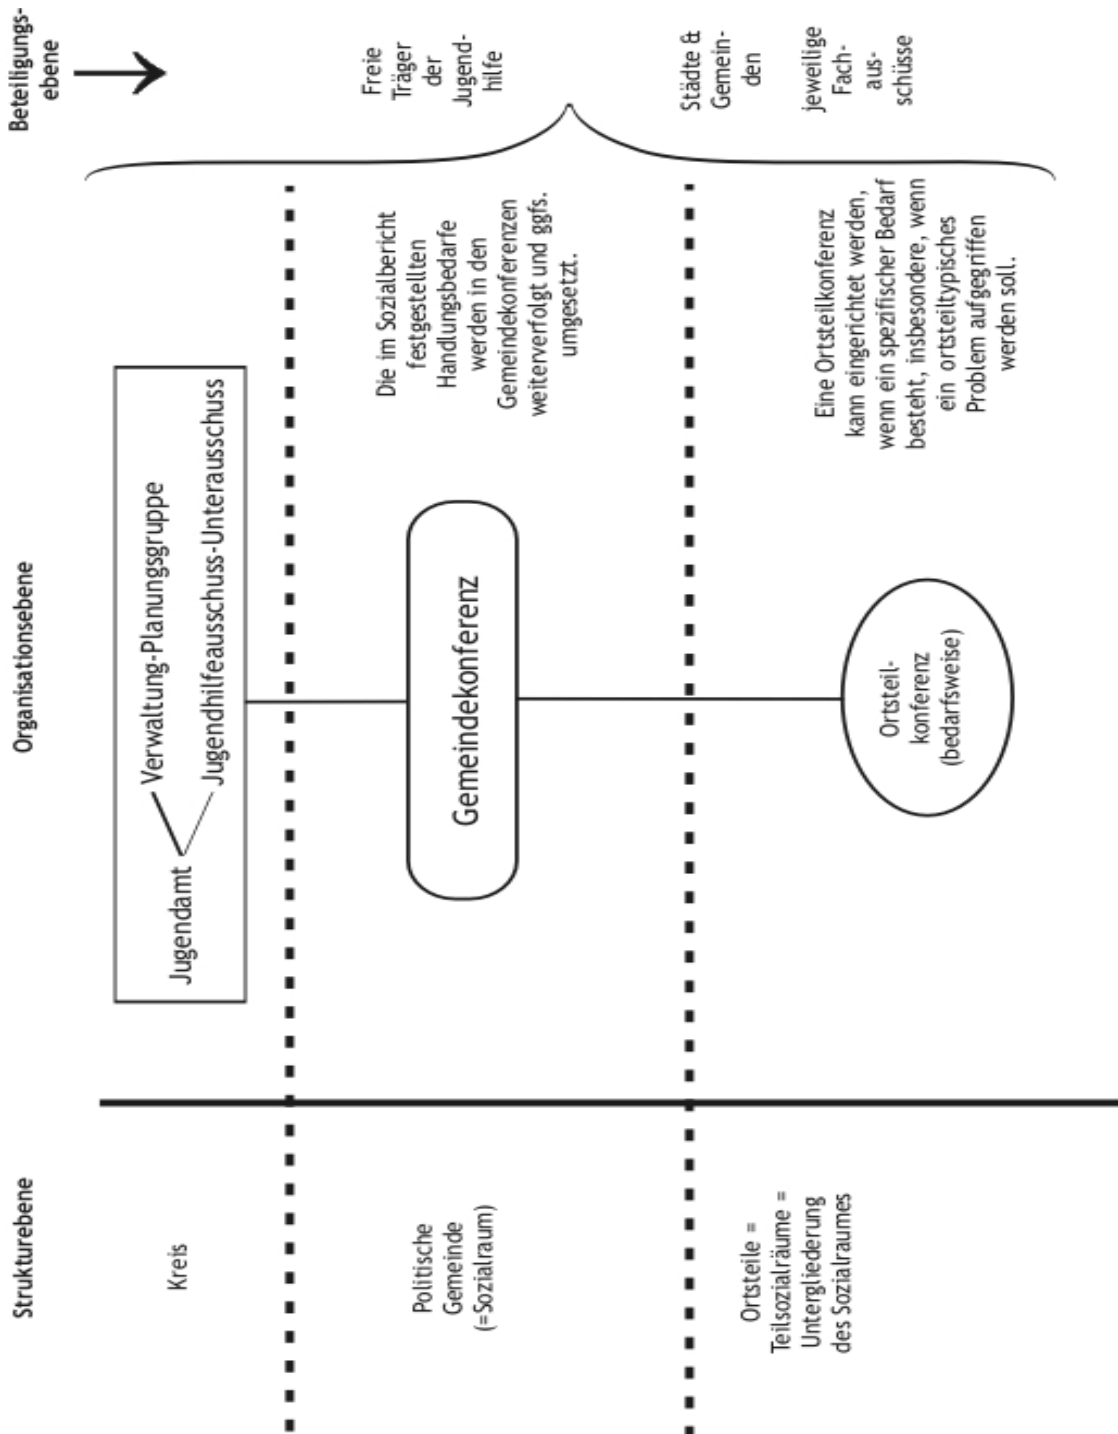 Strukturebene
Organisationsebene
Beteiligungs-
ebene
Kreis
Jugendamt
Verwaltung-Planungsgruppe
Jugendhilfeausschuss-Unterausschuss
Politische
Gemeinde
(=Sozialraum)
Gemeindekonferenz
Die im Sozialbericht
festgestellten
Handlungsbedarfe
werden in den
Gemeindekonferenzen
weiterverfolgt und ggfs.
umgesetzt.
Freie
Träger
der
Jugend-
hilfe
Städte &
Gemein-
den
jeweilige
Fach-
aus-
schüsse
Ortsteile =
Teilsozialräume =
Untergliederung
des Sozialraumes
Ortsteil-
konferenz
(bedarfsweise)
Eine Ortsteilkonferenz
kann eingerichtet werden,
wenn ein spezifischer Bedarf
besteht, insbesondere, wenn
ein ortsteiltypisches
Problem aufgegriffen
werden soll.